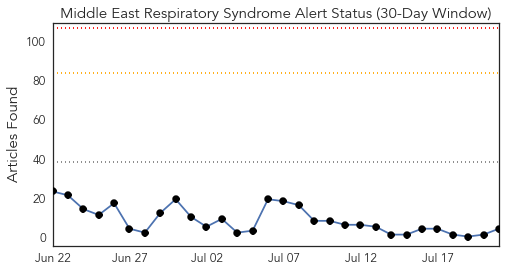 Middle East Respiratory Syndrome Alert Status (30-Day Window)
Articles Found
100
80
60
40
20
0
Jun 22 Jun 27 Jul 02 Jul 07 Jul 12 Jul 17